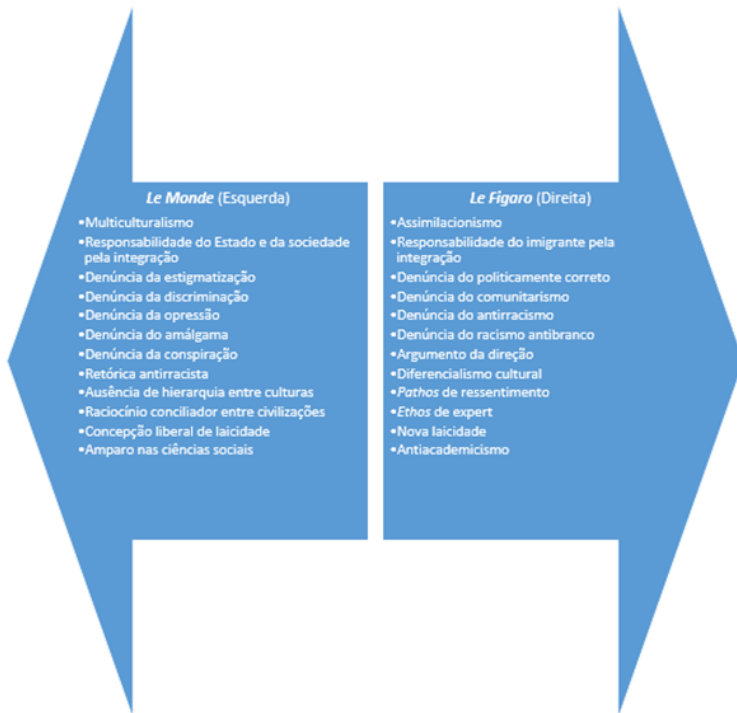 Le Monde (Esquerda)
•Multiculturalismo
•Responsabilidade do Estado e da sociedade
pela integração
•Denúncia da estigmatização
•Denúncia da discriminação
•Denúncia da opressão
•Denúncia do amálgama
•Denúncia da conspiração
•Retórica antirracista
•Ausência de hierarquia entre culturas
•Raciocínio conciliador entre civilizações
•Concepção liberal de laicidade
•Amparo nas ciências sociais
Le Figaro (Direita)
•Assimilacionismo
•Responsabilidade do imigrante pela
integração
•Denúncia do politicamente correto
•Denúncia do comunitarismo
•Denúncia do antirracismo
•Denúncia do racismo antibranco
•Argumento da direção
•Diferencialismo cultural
•Pathos de ressentimento
•Ethos de expert
•Nova laicidade
•Antiacademicismo